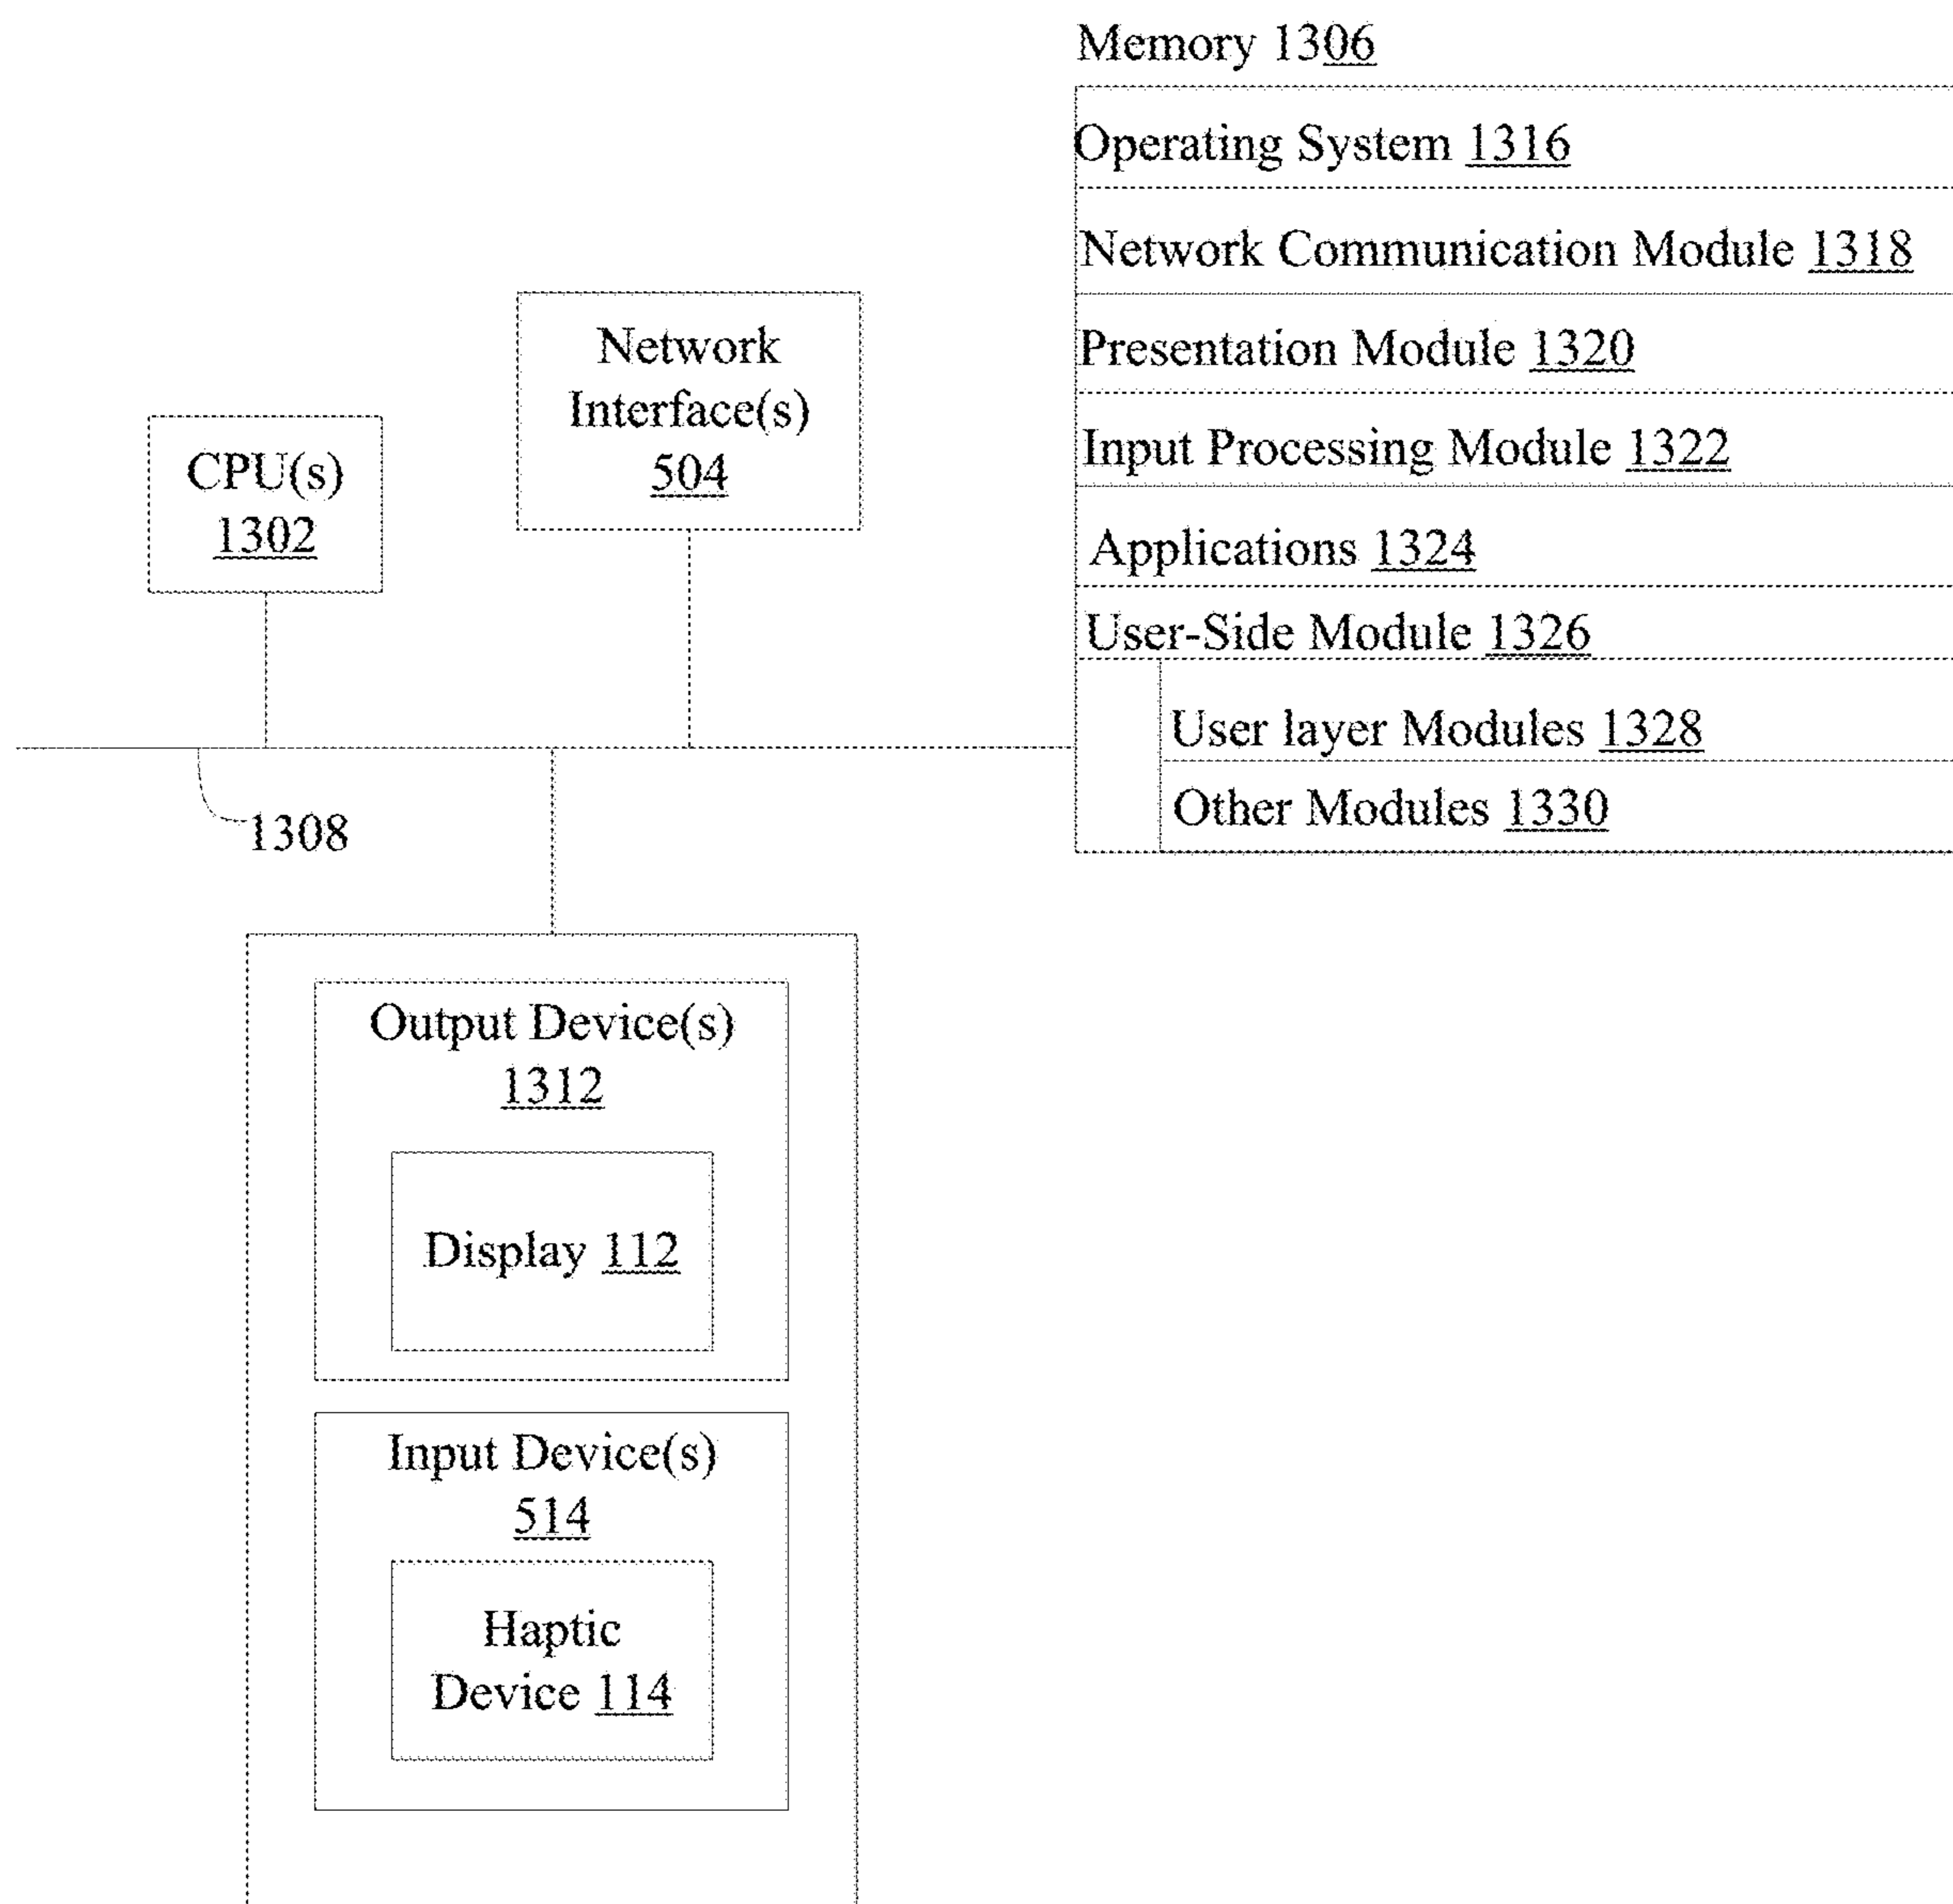 Memory 1306
Operating System 1316
Network Communication Module 1318
Presentation Module 1320
Input Processing Module 1322
Applications 1324
User-Side Module 1326
User layer Modules 1328
Other Modules 1330
Network
Interface(s)
504
CPU(s)
1302
1308
Output Device(s)
1312
Display 112
Input Device(s)
514
Haptic
Device 114